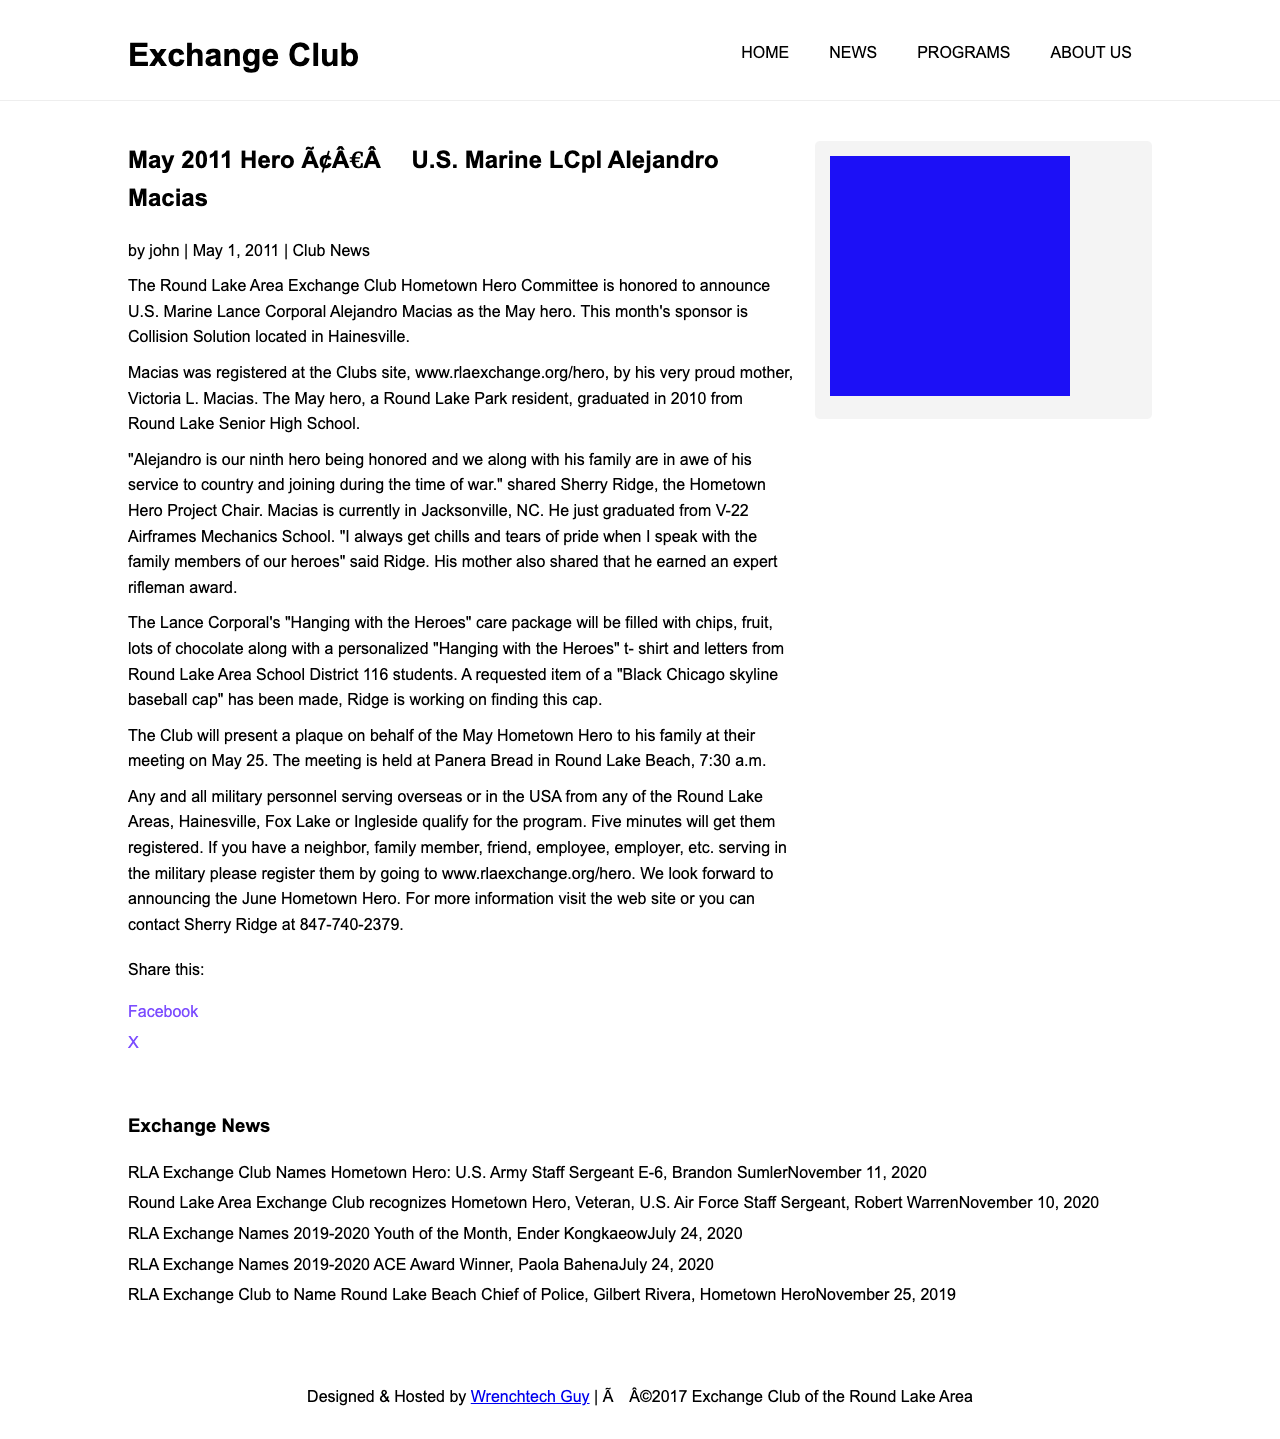 Exchange Club
HOME NEWS PROGRAMS ABOUT US
May 2011 Hero Ã¢Â€Â U.S. Marine LCpl Alejandro
Macias
by john | May 1, 2011 | Club News
The Round Lake Area Exchange Club Hometown Hero Committee is honored to announce
U.S. Marine Lance Corporal Alejandro Macias as the May hero. This month's sponsor is
Collision Solution located in Hainesville.
Macias was registered at the Clubs site, www.rlaexchange.org/hero, by his very proud mother,
Victoria L. Macias. The May hero, a Round Lake Park resident, graduated in 2010 from
Round Lake Senior High School.
"Alejandro is our ninth hero being honored and we along with his family are in awe of his
service to country and joining during the time of war." shared Sherry Ridge, the Hometown
Hero Project Chair. Macias is currently in Jacksonville, NC. He just graduated from V-22
Airframes Mechanics School. "I always get chills and tears of pride when I speak with the
family members of our heroes" said Ridge. His mother also shared that he earned an expert
rifleman award.
The Lance Corporal's "Hanging with the Heroes" care package will be filled with chips, fruit,
lots of chocolate along with a personalized "Hanging with the Heroes" t- shirt and letters from
Round Lake Area School District 116 students. A requested item of a "Black Chicago skyline
baseball cap" has been made, Ridge is working on finding this cap.
The Club will present a plaque on behalf of the May Hometown Hero to his family at their
meeting on May 25. The meeting is held at Panera Bread in Round Lake Beach, 7:30 a.m.
Any and all military personnel serving overseas or in the USA from any of the Round Lake
Areas, Hainesville, Fox Lake or Ingleside qualify for the program. Five minutes will get them
registered. If you have a neighbor, family member, friend, employee, employer, etc. serving in
the military please register them by going to www.rlaexchange.org/hero. We look forward to
announcing the June Hometown Hero. For more information visit the web site or you can
contact Sherry Ridge at 847-740-2379.
Share this:
Facebook
X
Exchange News
RLA Exchange Club Names Hometown Hero: U.S. Army Staff Sergeant E-6, Brandon SumlerNovember 11, 2020
Round Lake Area Exchange Club recognizes Hometown Hero, Veteran, U.S. Air Force Staff Sergeant, Robert WarrenNovember 10, 2020
RLA Exchange Names 2019-2020 Youth of the Month, Ender KongkaeowJuly 24, 2020
RLA Exchange Names 2019-2020 ACE Award Winner, Paola BahenaJuly 24, 2020
RLA Exchange Club to Name Round Lake Beach Chief of Police, Gilbert Rivera, Hometown HeroNovember 25, 2019
Designed & Hosted by Wrenchtech Guy | Ã Â©2017 Exchange Club of the Round Lake Area